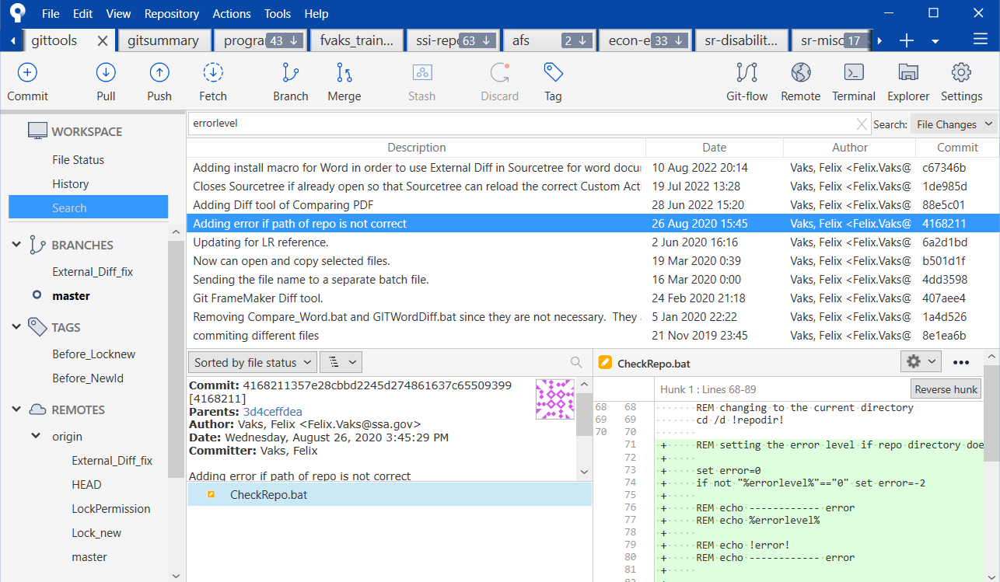 File Edit View Repository Actions Tools Help
gittools gitsummary progra 43 fvaks_train... ssi-repo 63 afs 2 econ-e 33 sr-disabilit... sr-misc 17
Commit Pull Push Fetch Branch Merge Stash Discard Tag Git-flow Remote Terminal Explorer Settings
WORKSPACE
File Status
History
Search
BRANCHES
External_Diff_fix
master
TAGS
Before_Locknew
Before_NewId
REMOTES
origin
External_Diff_fix
HEAD
LockPermission
Lock_new
master
errorlevel Search: File Changes
Description Date Author Commit
Adding install macro for Word in order to use External Diff in Sourcetree for word docu 10 Aug 2022 20:14 Vaks, Felix <Felix.Vaks@ c67346b
Closes Sourcetree if already open so that Sourcetree can reload the correct Custom Act 19 Jul 2022 13:28 Vaks, Felix <Felix.Vaks@ 1de985d
Adding Diff tool of Comparing PDF 28 Jun 2022 15:20 Vaks, Felix <Felix.Vaks@ 88e5c01
Adding error if path of repo is not correct 26 Aug 2020 15:45 Vaks, Felix <Felix.Vaks@ 4168211
Updating for LR reference. 2 Jun 2020 16:16 Vaks, Felix <Felix.Vaks@ 6a2d1bd
Now can open and copy selected files. 19 Mar 2020 0:39 Vaks, Felix <Felix.Vaks@ b501d1f
Sending the file name to a separate batch file. 16 Mar 2020 0:00 Vaks, Felix <Felix.Vaks@ 4dd3598
Git FrameMaker Diff tool. 24 Feb 2020 21:18 Vaks, Felix <Felix.Vaks@ 407aee4
Removing Compare_Word.bat and GITWordDiff.bat since they are not necessary. They 5 Jan 2020 22:22 Vaks, Felix <Felix.Vaks@ 1a4d526
commiting different files 21 Nov 2019 23:45 Vaks, Felix <Felix.Vaks@ 8e1ea6b
Sorted by file status
Commit: 4168211357e28cbbd2245d274861637c65509399
[4168211]
Parents: 3d4ceffdea
Author: Vaks, Felix <Felix.Vaks@ssa.gov>
Date: Wednesday, August 26, 2020 3:45:29 PM
Committer: Vaks, Felix
Adding error if path of repo is not correct
CheckRepo.bat
CheckRepo.bat
Hunk 1 : Lines 68-89 Reverse hunk
68 68 REM changing to the current directory
69 69 cd /d !repodir!
70 70
71 + REM setting the error level if repo directory doe
72 +
73 + set error=0
74 + if not "%errorlevel%"=="0" set error=-2
75 +
76 + REM echo ------------ error
77 + REM echo %errorlevel%
78 +
79 + REM echo !error!
80 + REM echo ------------ error
81 +